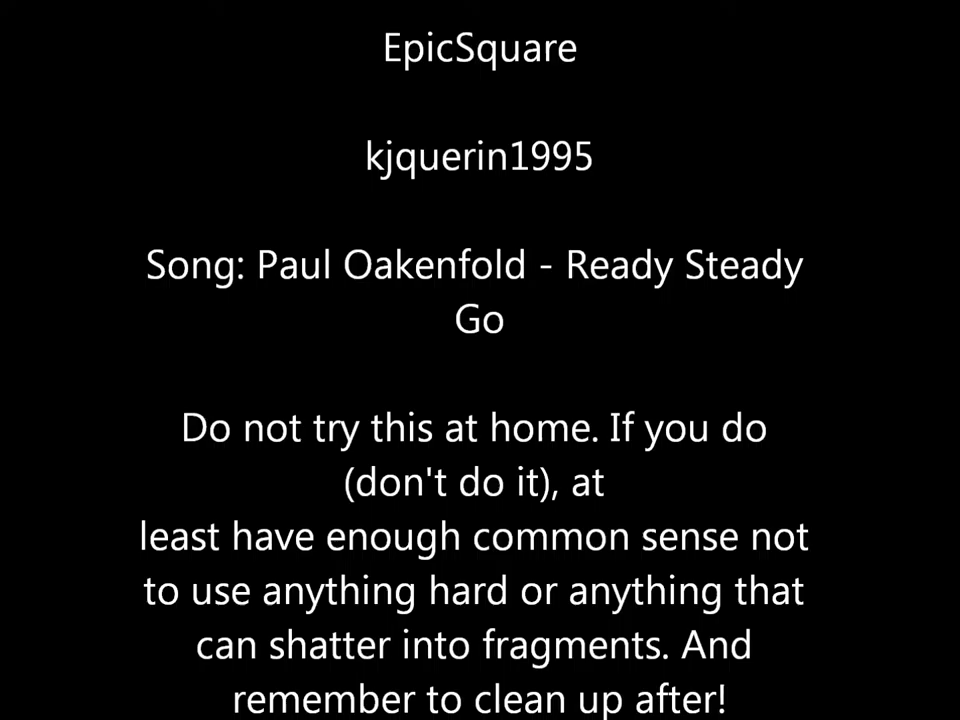 EpicSquare
kjquerin1995
Song: Paul Oakenfold - Ready Steady
Go
Do not try this at home. If you do
(don't do it), at
least have enough common sense not
to use anything hard or anything that
can shatter into fragments. And
remember to clean up after!